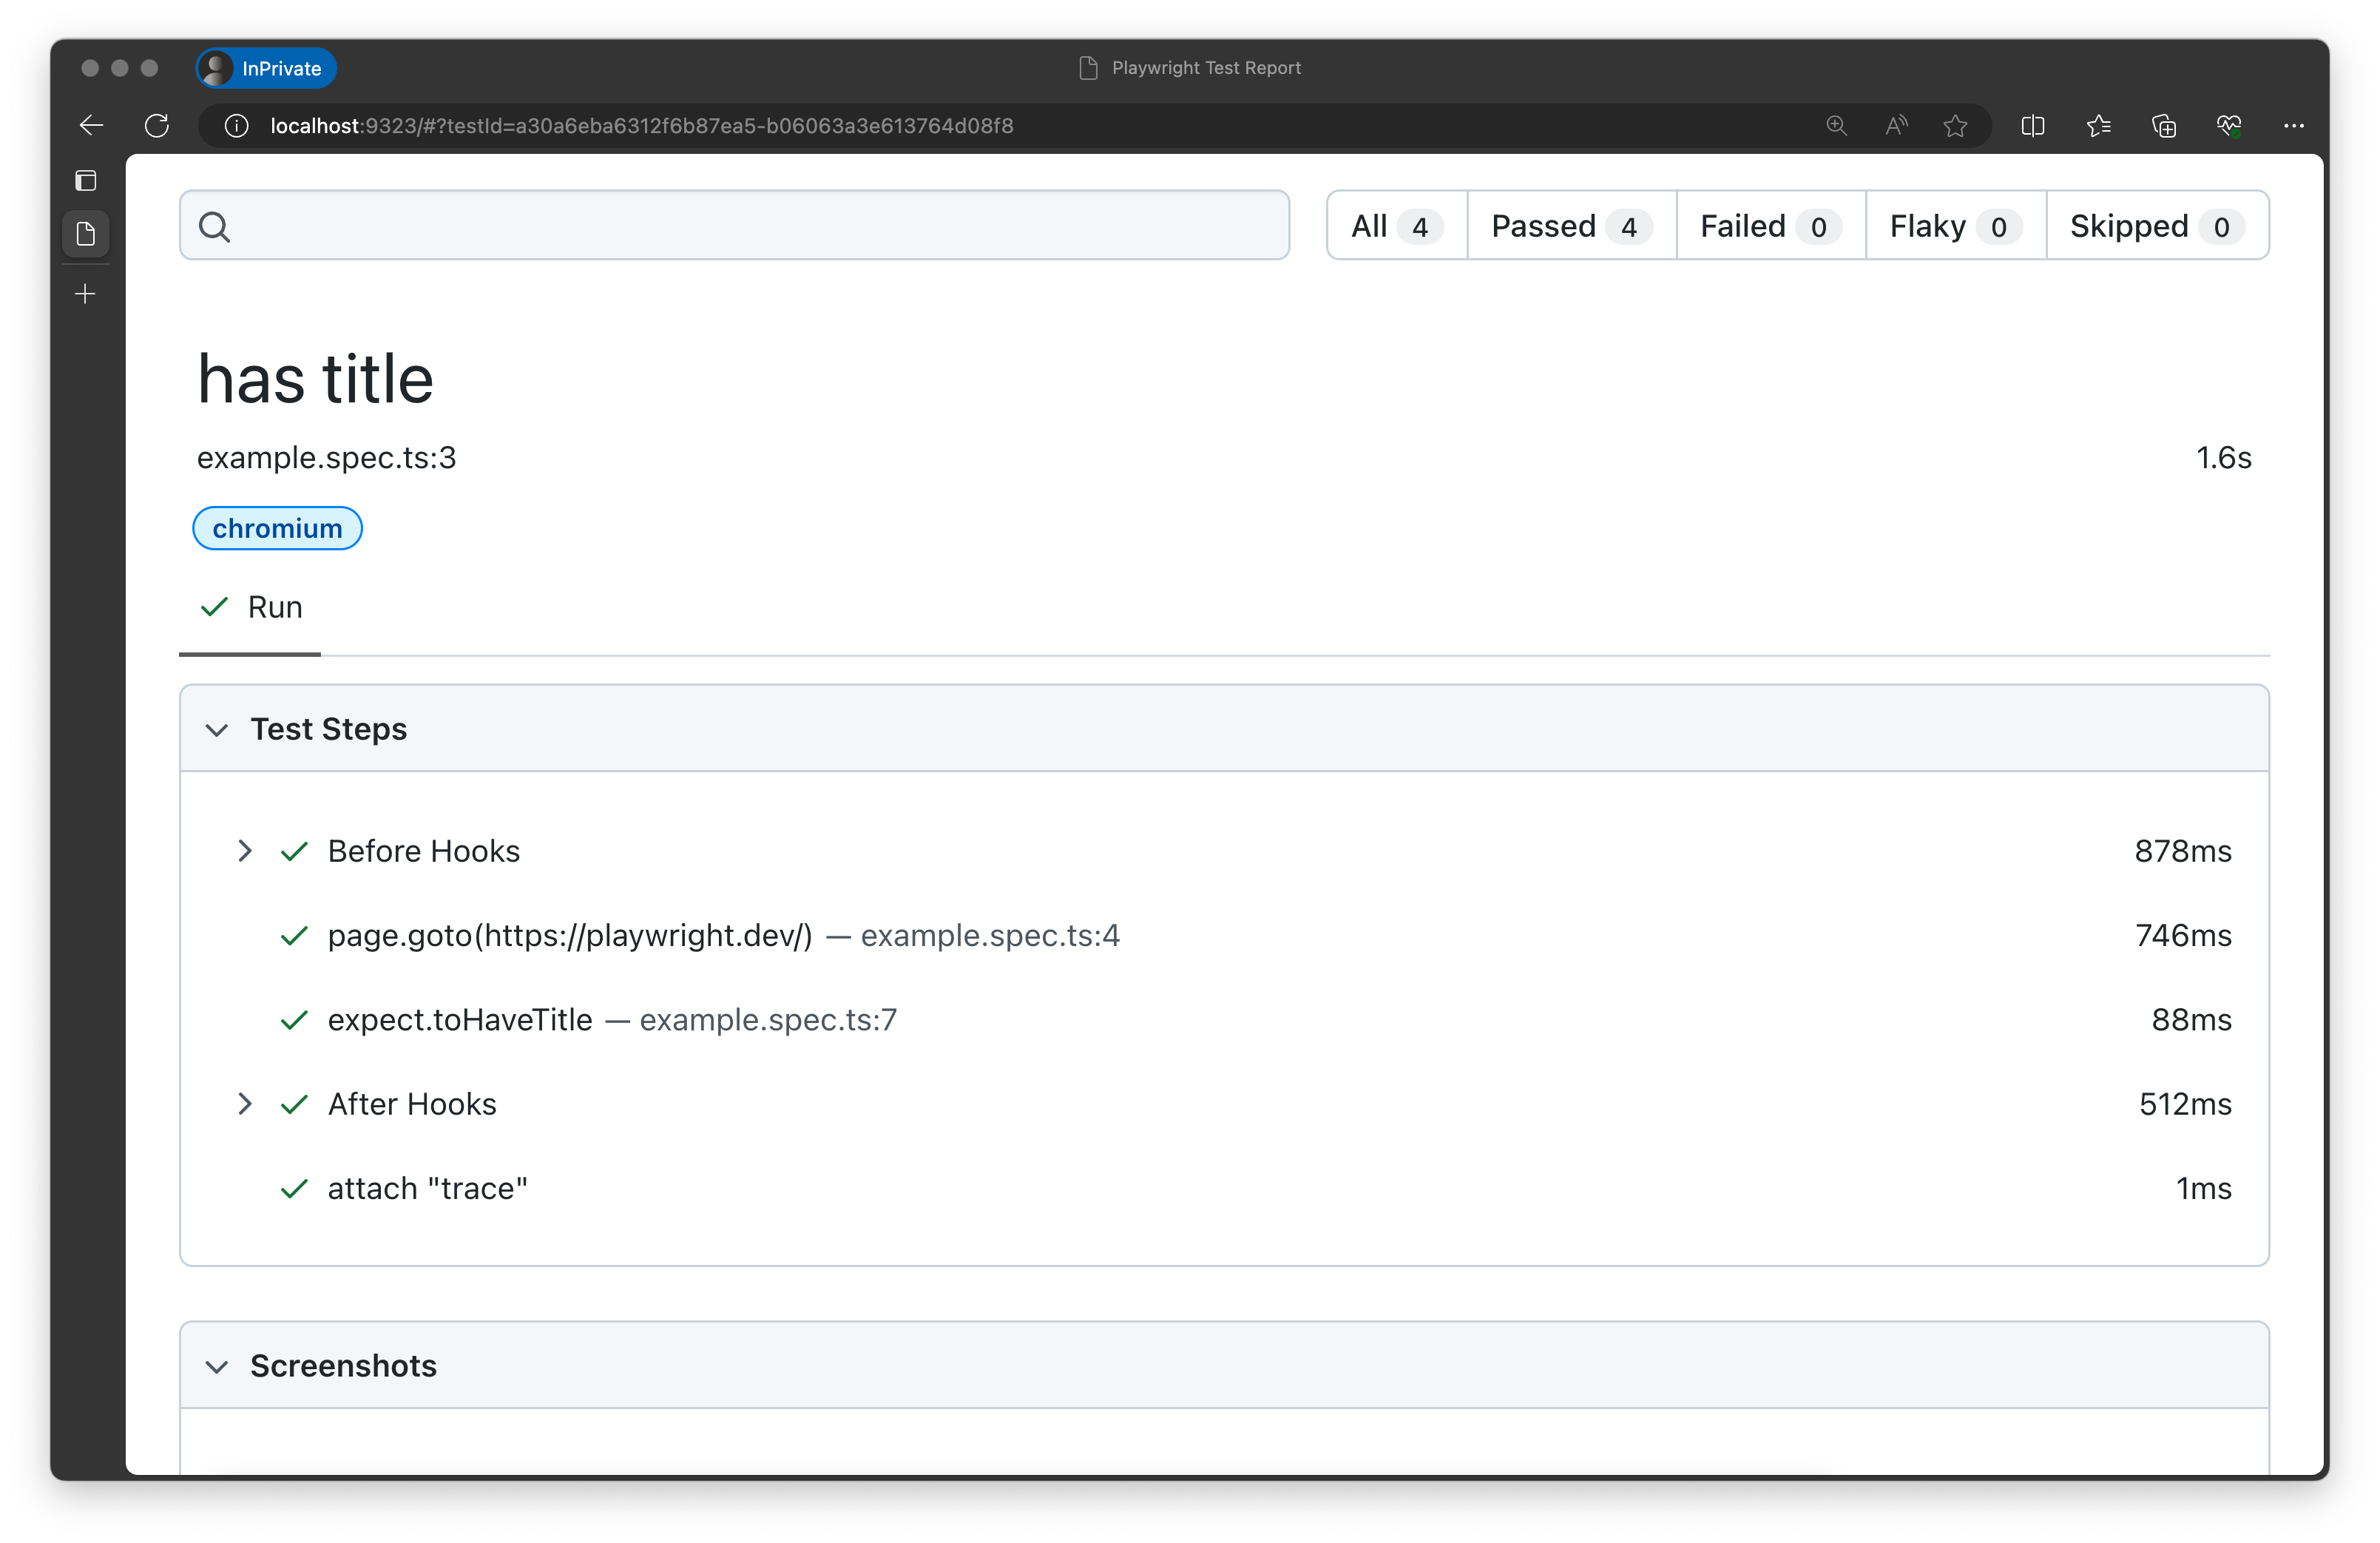 InPrivate
Playwright Test Report
localhost:9323/#?testId=a30a6eba6312f6b87ea5-b06063a3e613764d08f8
All 4 Passed 4 Failed 0 Flaky 0 Skipped 0
has title
example.spec.ts:3 1.6s
chromium
Run
Test Steps
Before Hooks 878ms
page.goto(https://playwright.dev/) — example.spec.ts:4 746ms
expect.toHaveTitle — example.spec.ts:7 88ms
After Hooks 512ms
attach "trace" 1ms
Screenshots